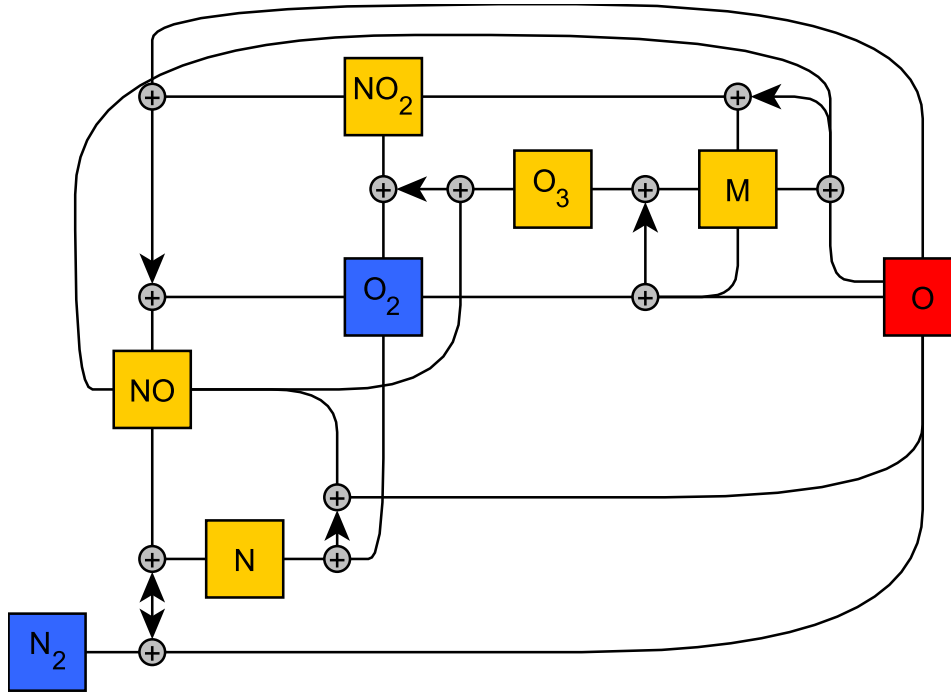 + NO₂ +
+ + O₃ + M +
+ O₂ + O
NO
+
+ N +
N₂ +